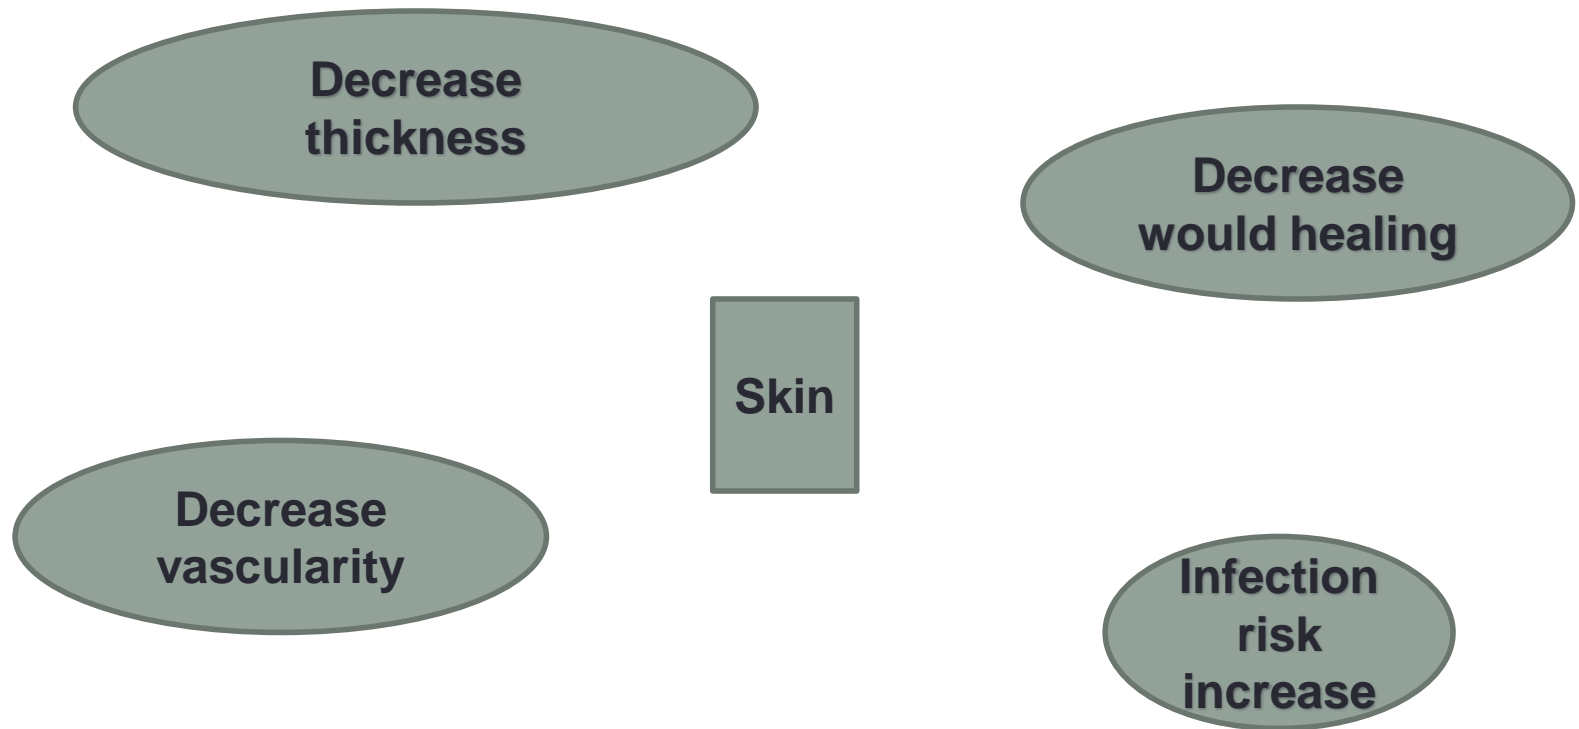 Decrease
thickness
Decrease
would healing
Skin
Decrease
vascularity
Infection
risk
increase